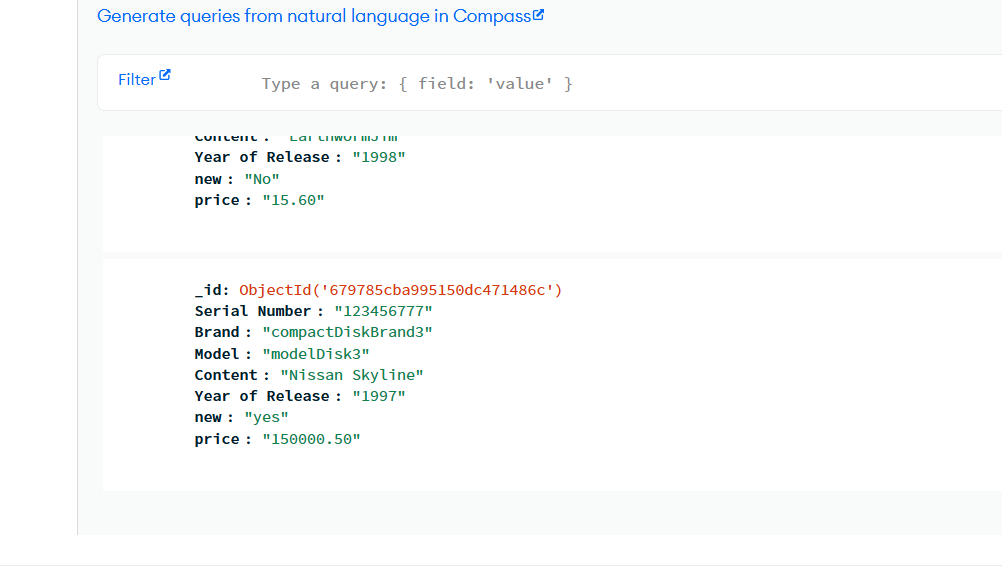 Generate queries from natural language in Compass
Filter
Type a query: { field: 'value' }
Content : "EarthwormJim"
Year of Release : "1998"
new : "No"
price : "15.60"
_id: ObjectId('679785cba995150dc471486c')
Serial Number : "123456777"
Brand : "compactDiskBrand3"
Model : "modelDisk3"
Content : "Nissan Skyline"
Year of Release : "1997"
new : "yes"
price : "150000.50"